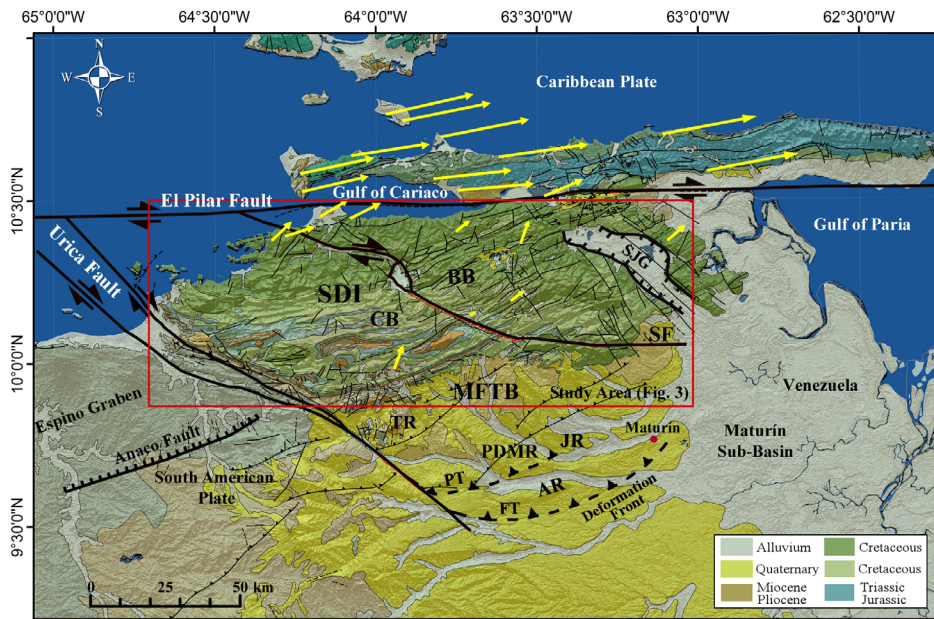 65°0'0"W 64°0'0"W 63°30'0"W 63°0'0"W 62°30'0"W
N
W E
S
Caribbean Plate
Gulf of Cariaco
10°30'0"N
El Pilar Fault
Gulf of Paria
Urica Fault
SJG
BB
SDI
CB
SF
10°0'0"N
MFTB
Study Area (Fig. 3)
Venezuela
Espino Graben
TR
Maturín
JR
Anaco Fault
PDMR
Maturín
Sub-Basin
South American
Plate
PT
AR
FT
Deformation
Front
9°30'0"N
Alluvium
Cretaceous
Quaternary
Cretaceous
Miocene
Pliocene
Triassic
Jurassic
0 25 50 km